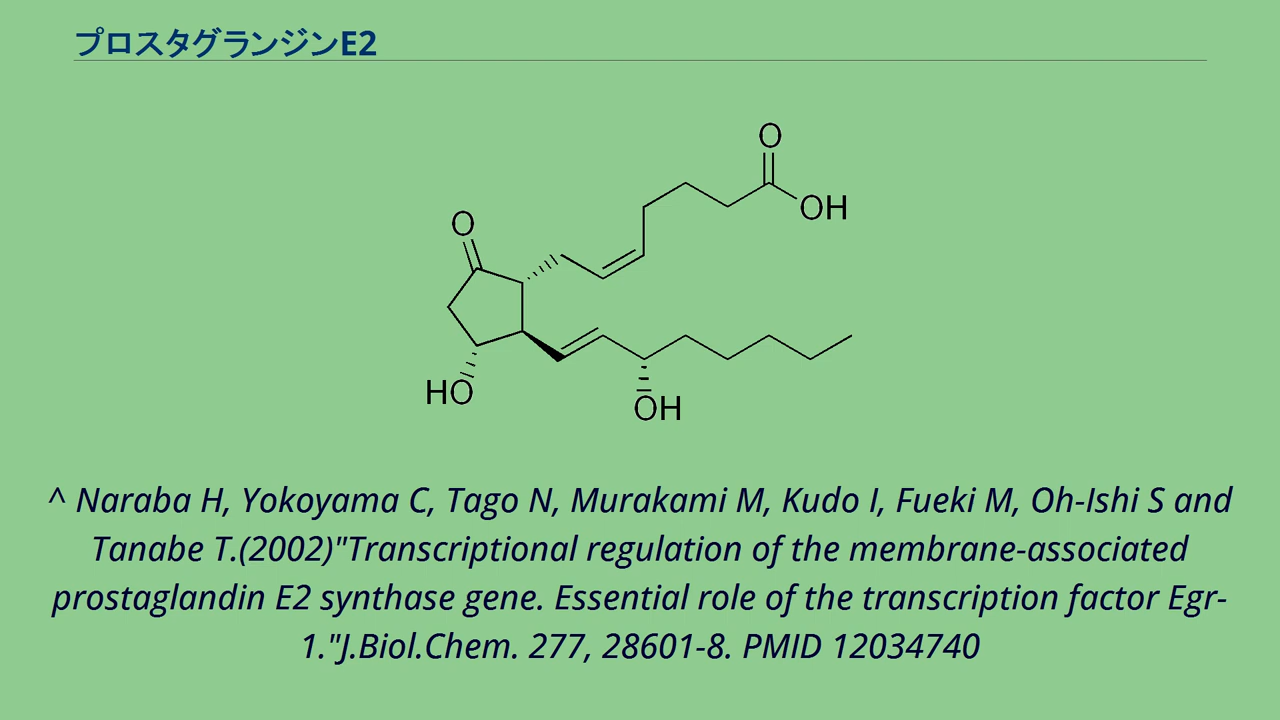 プロスタグランジンE2
O
OH
O
HO
OH
^ Naraba H, Yokoyama C, Tago N, Murakami M, Kudo I, Fueki M, Oh-Ishi S and
Tanabe T.(2002)"Transcriptional regulation of the membrane-associated
prostaglandin E2 synthase gene. Essential role of the transcription factor Egr-
1."J.Biol.Chem. 277, 28601-8. PMID 12034740